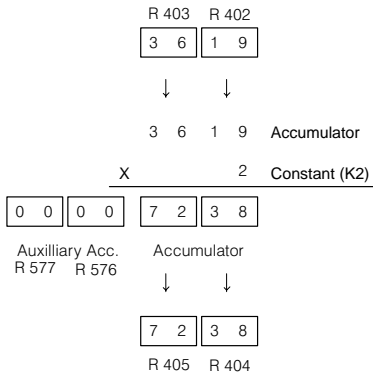 R 403 R 402
3 6 1 9
3 6 1 9 Accumulator
X 2 Constant (K2)
0 0 0 0 7 2 3 8
Auxilliary Acc. Accumulator
R 577 R 576
7 2 3 8
R 405 R 404